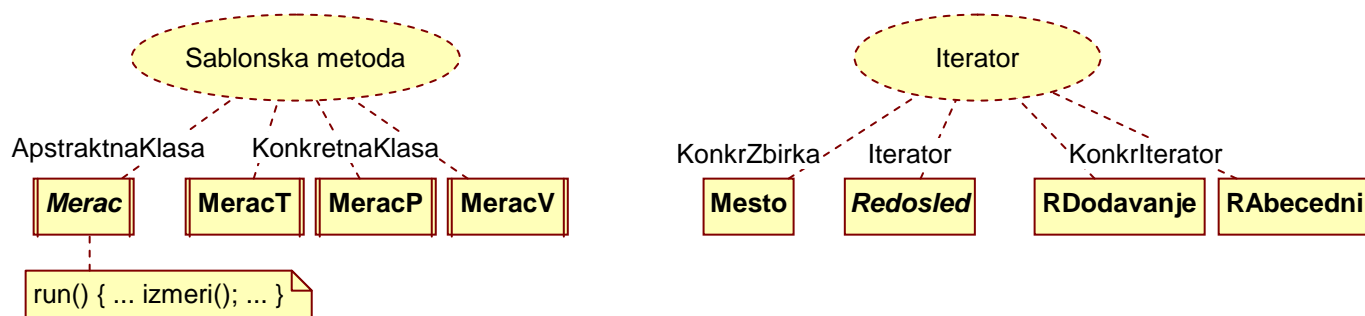 Sablonska metoda
ApstraktnaKlasa
KonkretnaKlasa
Merac
MeracT
MeracP
MeracV
run() { ... izmeri(); ... }
Iterator
KonkrZbirka
Iterator
KonkrIterator
Mesto
Redosled
RDodavanje
RAbecedni